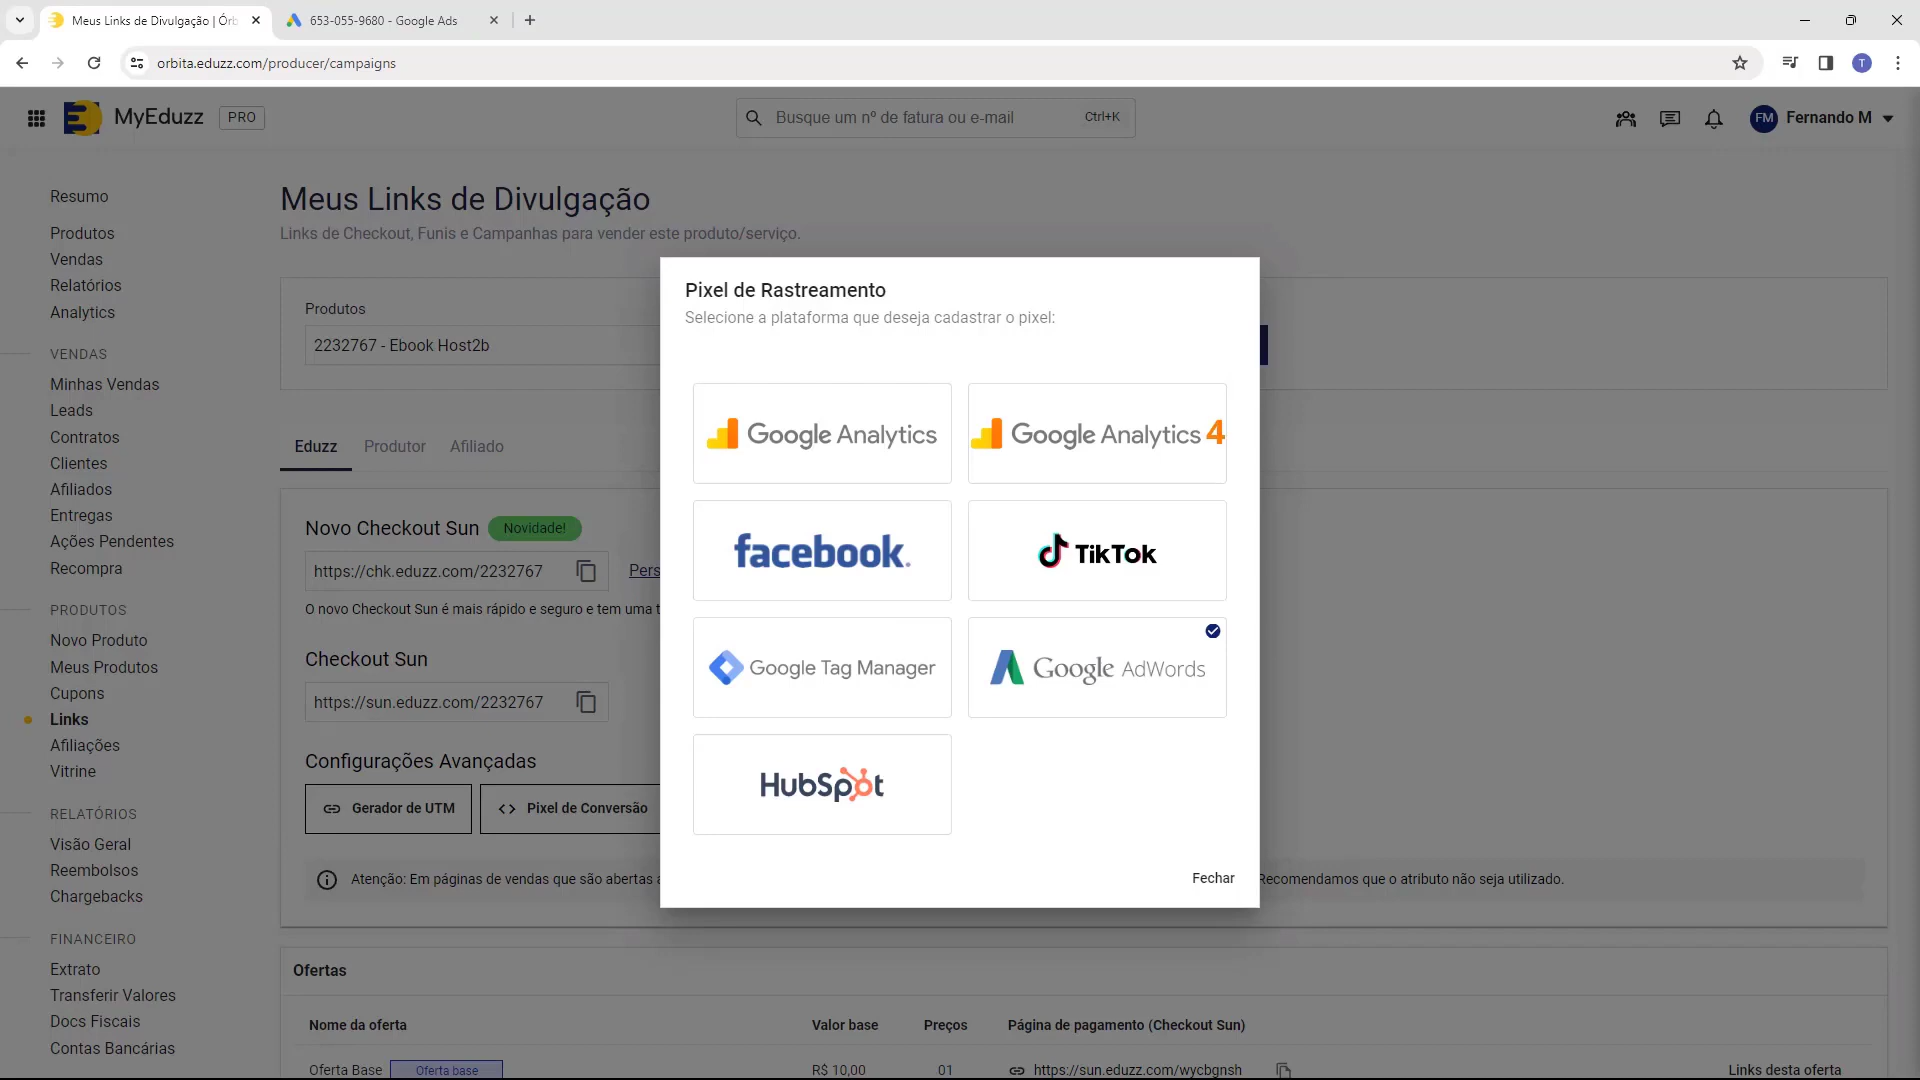 Meus Links de Divulgação | Órb
653-055-9680 - Google Ads
orbita.eduzz.com/producer/campaigns
T
MyEduzz
PRO
Busque um nº de fatura ou e-mail
Ctrl+K
FM
Fernando M
Resumo
Produtos
Vendas
Relatórios
Analytics
VENDAS
Minhas Vendas
Leads
Contratos
Clientes
Afiliados
Entregas
Ações Pendentes
Recompra
PRODUTOS
Novo Produto
Meus Produtos
Cupons
Links
Afiliações
Vitrine
RELATÓRIOS
Visão Geral
Reembolsos
Chargebacks
FINANCEIRO
Extrato
Transferir Valores
Docs Fiscais
Contas Bancárias
Meus Links de Divulgação
Links de Checkout, Funis e Campanhas para vender este produto/serviço.
Produtos
2232767 - Ebook Host2b
Eduzz
Produtor
Afiliado
Novo Checkout Sun
Novidade!
https://chk.eduzz.com/2232767
Pers
O novo Checkout Sun é mais rápido e seguro e tem uma t
Checkout Sun
https://sun.eduzz.com/2232767
Configurações Avançadas
Gerador de UTM
Pixel de Conversão
Atenção: Em páginas de vendas que são abertas a
Recomendamos que o atributo não seja utilizado.
Pixel de Rastreamento
Selecione a plataforma que deseja cadastrar o pixel:
Google Analytics
Google Analytics 4
facebook.
TikTok
Google Tag Manager
Google AdWords
HubSpot
Fechar
Ofertas
Nome da oferta
Valor base
Preços
Página de pagamento (Checkout Sun)
Oferta Base
Oferta base
R$ 10,00
01
https://sun.eduzz.com/wycbgnsh
Links desta oferta